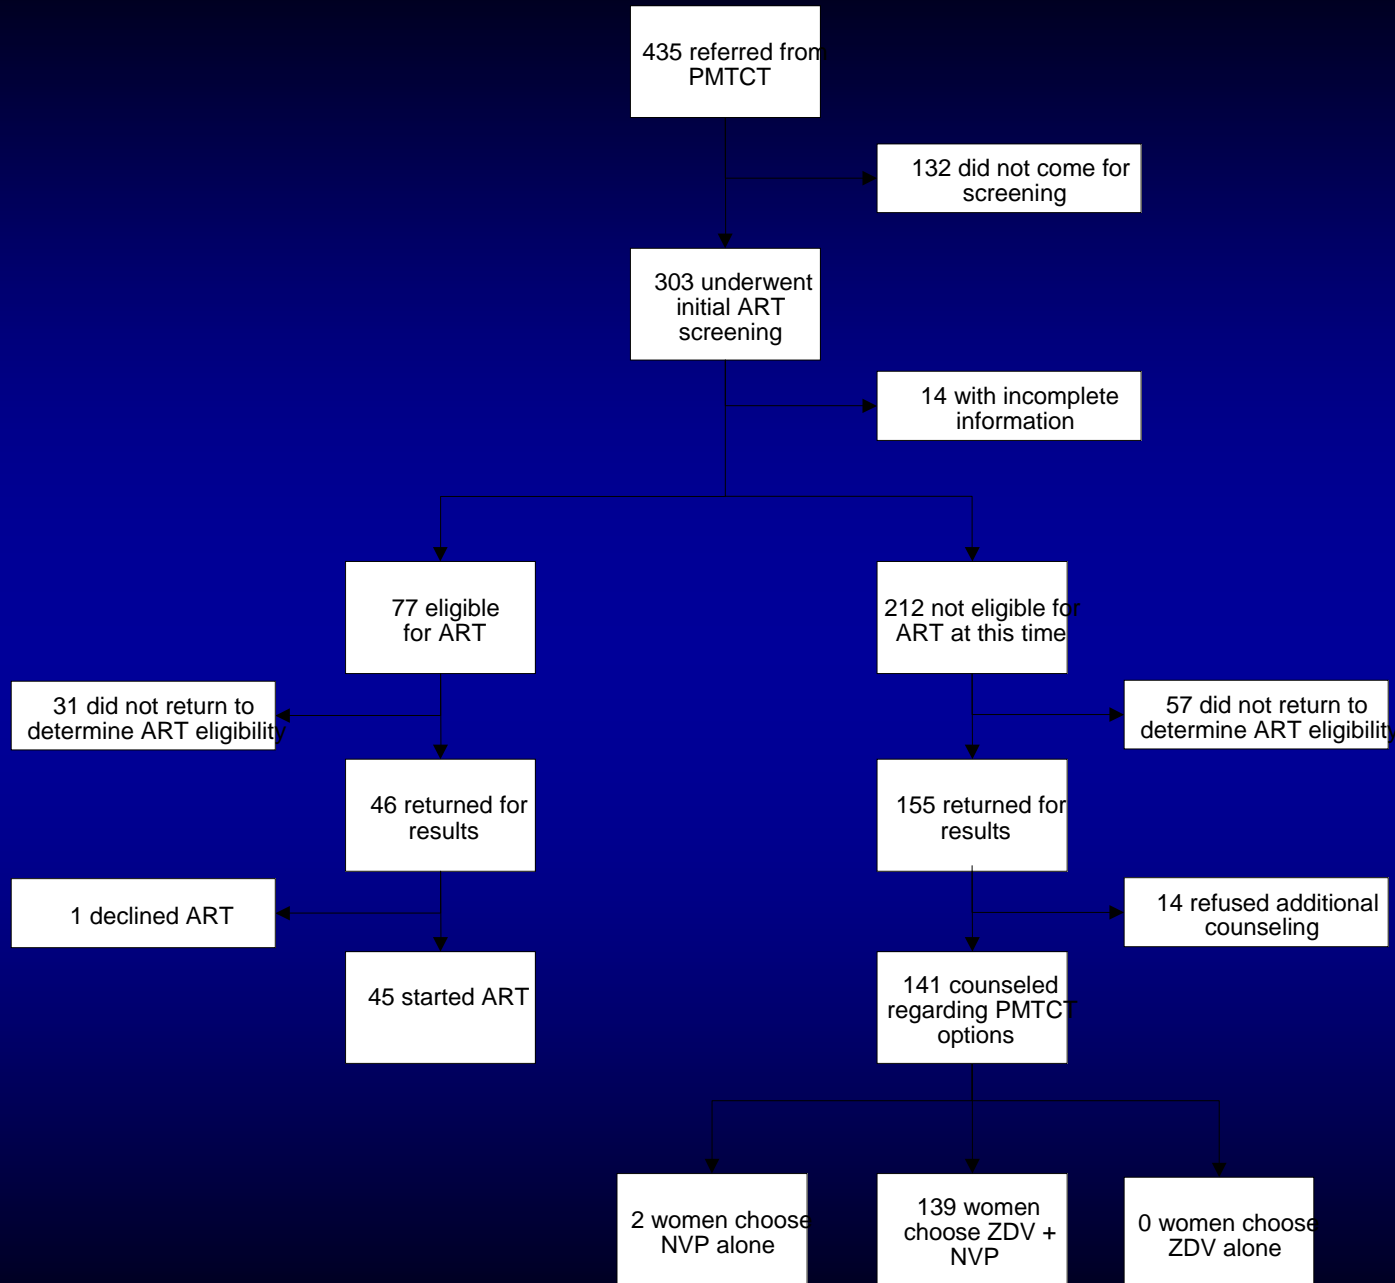 435 referred from
PMTCT
132 did not come for
screening
303 underwent
initial ART
screening
14 with incomplete
information
77 eligible
for ART
212 not eligible for
ART at this time
31 did not return to
determine ART eligibility
57 did not return to
determine ART eligibility
46 returned for
results
155 returned for
results
1 declined ART
14 refused additional
counseling
45 started ART
141 counseled
regarding PMTCT
options
2 women choose
NVP alone
139 women
choose ZDV +
NVP
0 women choose
ZDV alone